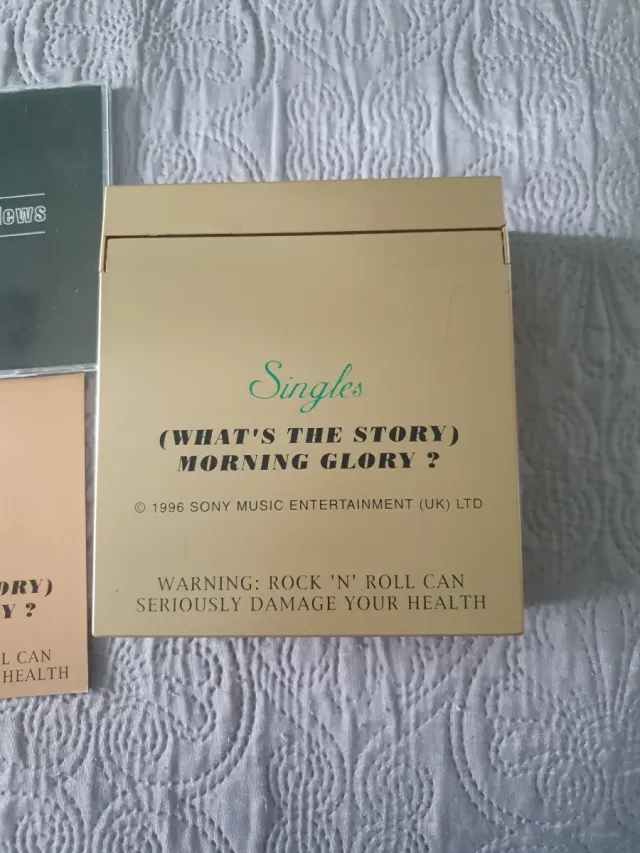 iews
Singles
(WHAT'S THE STORY)
MORNING GLORY ?
© 1996 SONY MUSIC ENTERTAINMENT (UK) LTD
WARNING: ROCK 'N' ROLL CAN
SERIOUSLY DAMAGE YOUR HEALTH
ORY)
Y ?
L CAN
HEALTH